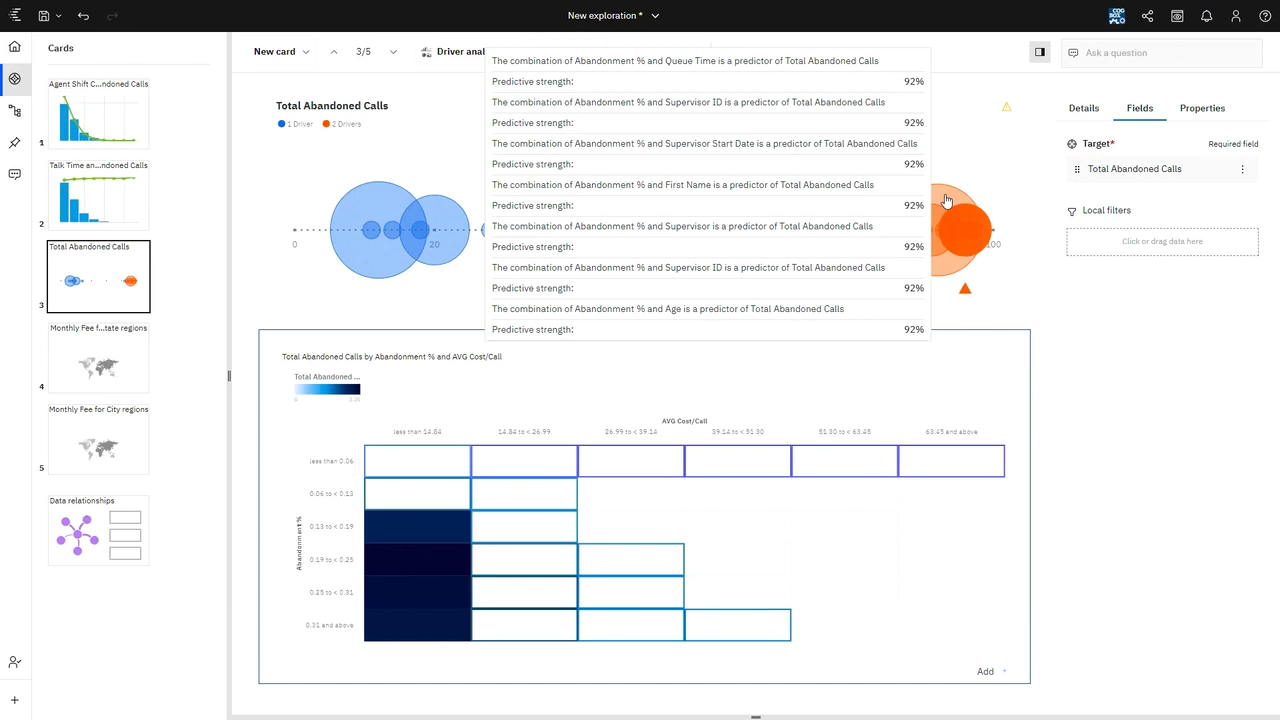 New exploration *
COG
BOX
Cards
New card
3/5
Driver anal
Ask a question
Agent Shift C...ndoned Calls
1
Talk Time an...ndoned Calls
2
Total Abandoned Calls
3
Monthly Fee f...tate regions
4
Monthly Fee for City regions
5
Data relationships
Total Abandoned Calls
1 Driver
2 Drivers
0
20
100
The combination of Abandonment % and Queue Time is a predictor of Total Abandoned Calls
Predictive strength: 92%
The combination of Abandonment % and Supervisor ID is a predictor of Total Abandoned Calls
Predictive strength: 92%
The combination of Abandonment % and Supervisor Start Date is a predictor of Total Abandoned Calls
Predictive strength: 92%
The combination of Abandonment % and First Name is a predictor of Total Abandoned Calls
Predictive strength: 92%
The combination of Abandonment % and Supervisor is a predictor of Total Abandoned Calls
Predictive strength: 92%
The combination of Abandonment % and Supervisor ID is a predictor of Total Abandoned Calls
Predictive strength: 92%
The combination of Abandonment % and Age is a predictor of Total Abandoned Calls
Predictive strength: 92%
Total Abandoned Calls by Abandonment % and AVG Cost/Call
Total Abandoned ...
0
AVG Cost/Call
less than 14.84
14.84 to < 26.99
26.99 to < 39.14
39.14 to < 51.30
51.30 to < 63.45
63.45 and above
Abandonment %
less than 0.06
0.06 to < 0.13
0.13 to < 0.19
0.19 to < 0.25
0.25 to < 0.31
0.31 and above
Add +
Details
Fields
Properties
Target*
Required field
Total Abandoned Calls
Local filters
Click or drag data here